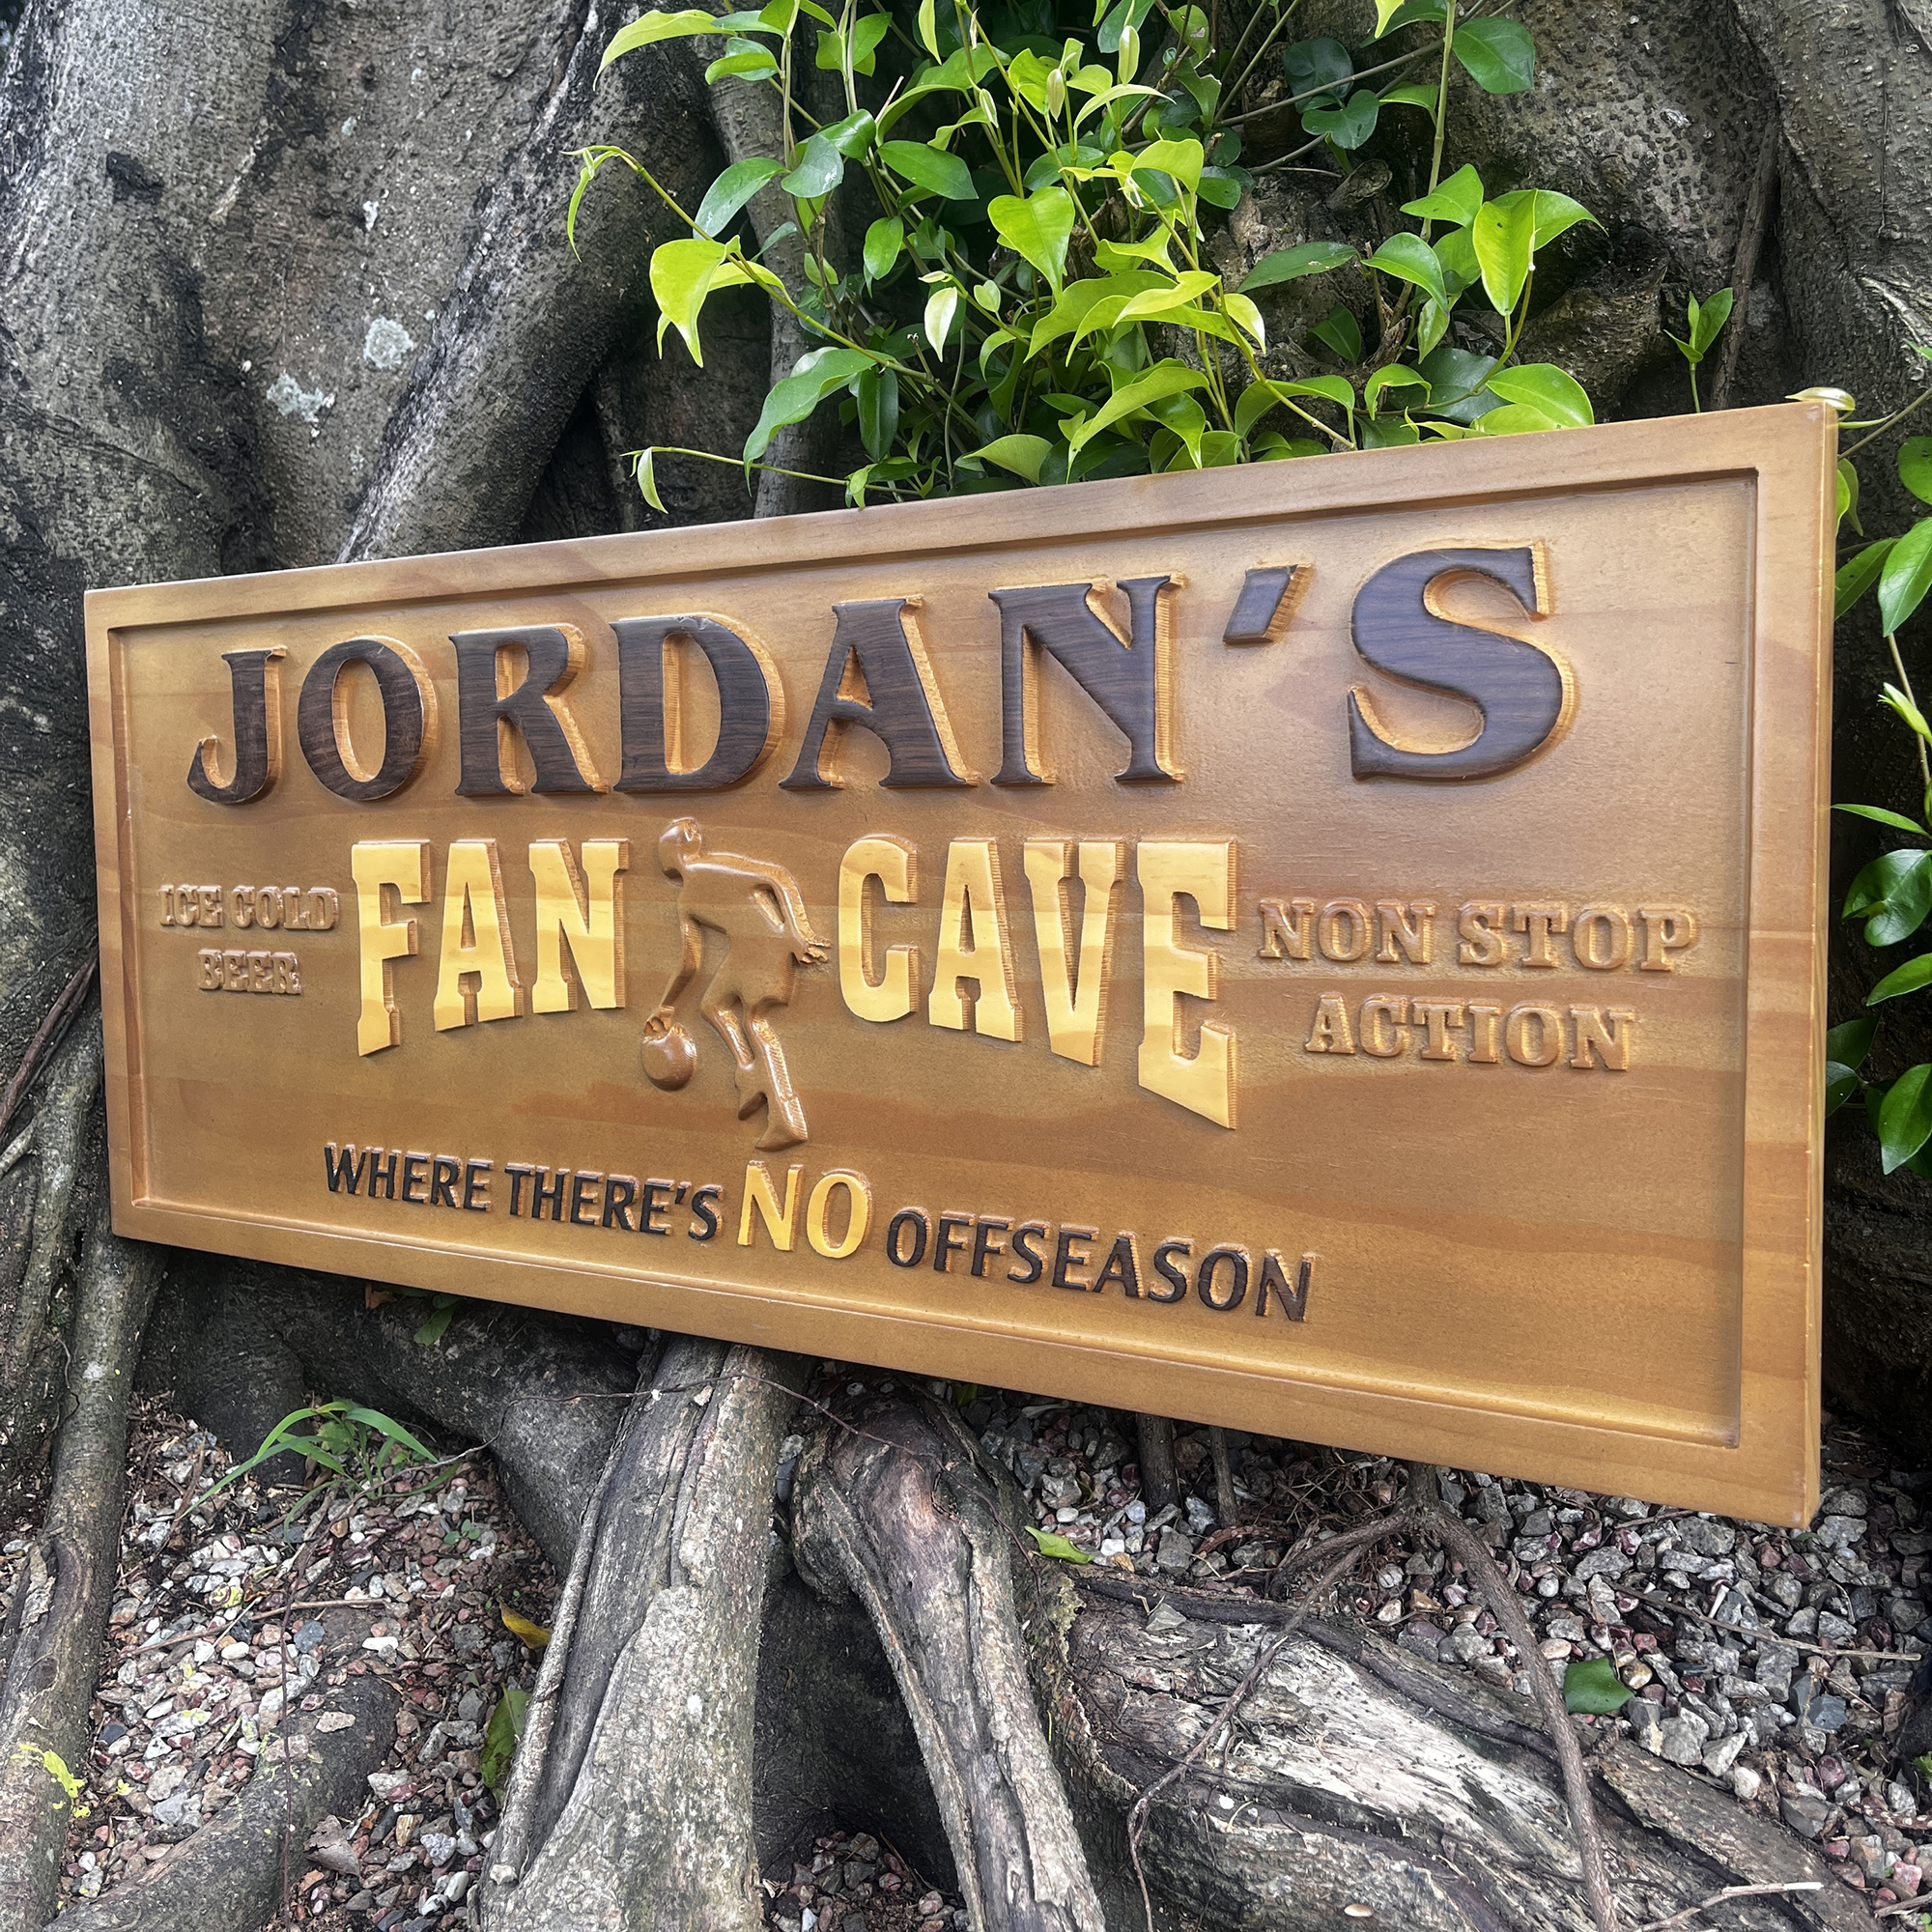 JORDAN'S
FAN CAVE
ICE COLD
BEER
NON STOP
ACTION
WHERE THERE'S NO OFFSEASON